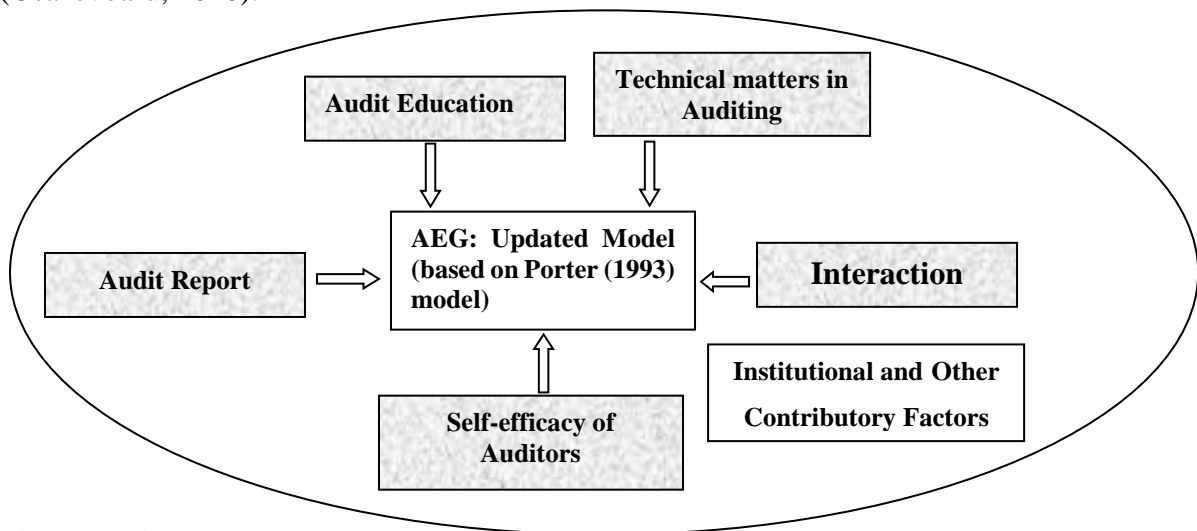 Audit Education
Technical matters in
Auditing
AEG: Updated Model
(based on Porter (1993)
model)
Audit Report
Interaction
Institutional and Other
Contributory Factors
Self-efficacy of
Auditors